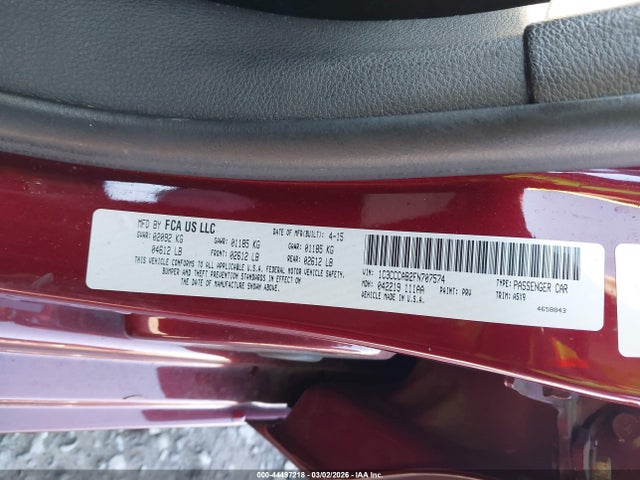 MFD BY FCA US LLC DATE OF MFR(BUILT): 4-15
GVWR: 02092 KG GAWR: 01185 KG GAWR: 01185 KG
04612 LB FRONT: 02612 LB REAR: 02612 LB
THIS VEHICLE CONFORMS TO ALL APPLICABLE FEDERAL MOTOR VEHICLE SAFETY,
BUMPER AND THEFT PREVENTION STANDARDS IN EFFECT ON
THE DATE OF MANUFACTURE SHOWN ABOVE.
VIN: 1C3CCCAB2FN707574 TYPE: PASSENGER CAR
MDH: 042219 111AA PAINT: PRV TRIM: A5X9
VEHICLE MADE IN U.S.A. 4658043
000-44497218 - 03/02/2026 - IAA Inc.